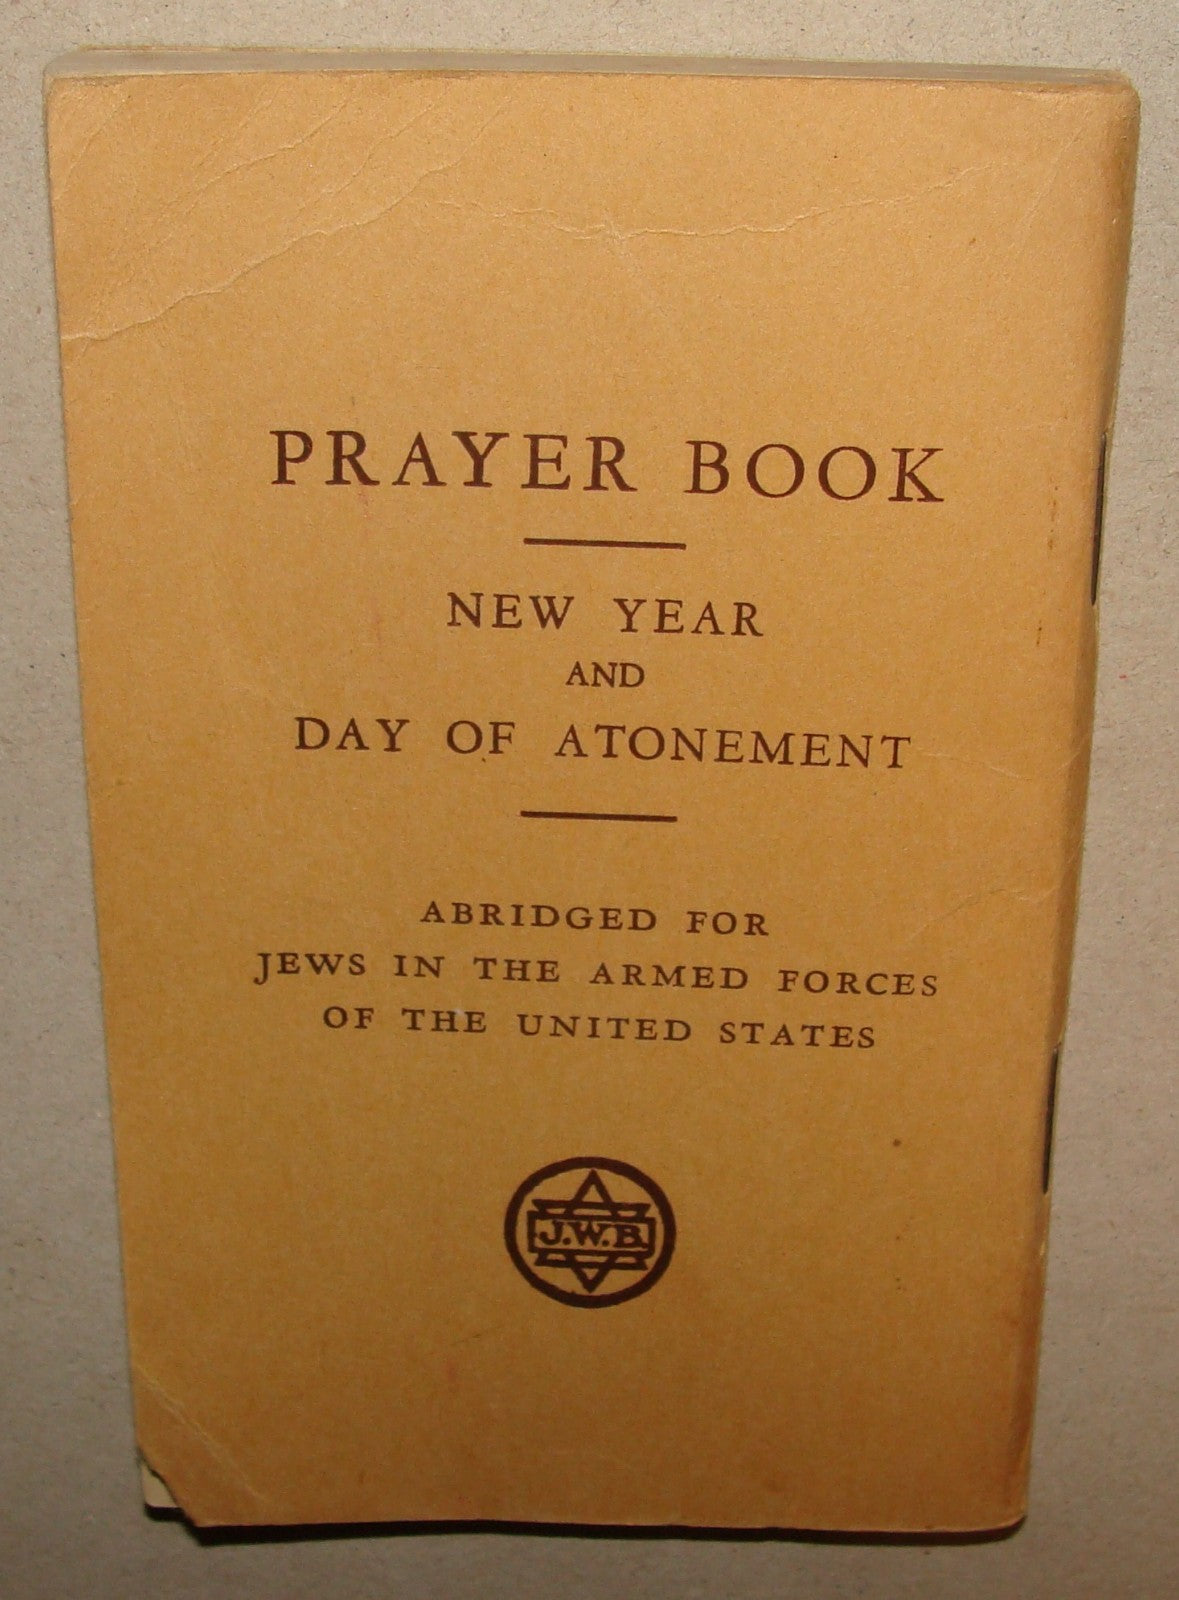 PRAYER BOOK
NEW YEAR
AND
DAY OF ATONEMENT
ABRIDGED FOR
JEWS IN THE ARMED FORCES
OF THE UNITED STATES
J.W.B.